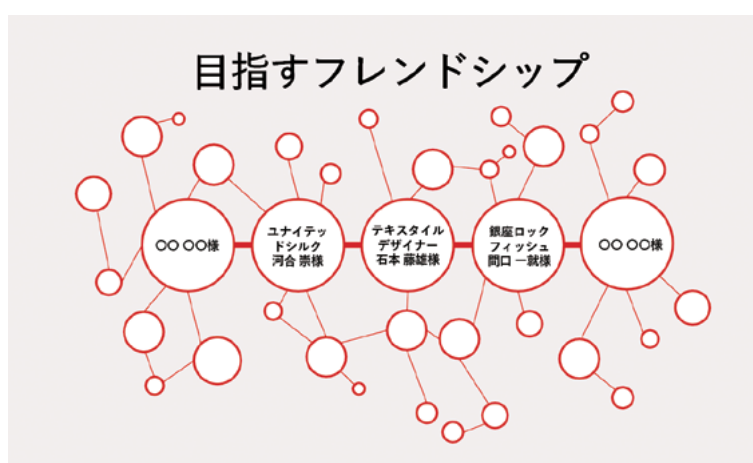 目指すフレンドシップ
〇〇 〇〇様
ユナイテッ
ドシルク
河合 崇様
テキスタイル
デザイナー
石本 藤雄様
銀座ロック
フィッシュ
間口 一就様
〇〇 〇〇様